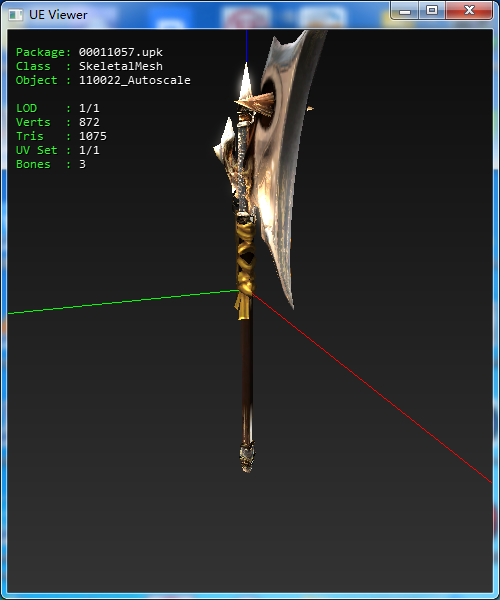 UE Viewer
Package: 00011057.upk
Class : SkeletalMesh
Object : 110022_Autoscale
LOD : 1/1
Verts : 872
Tris : 1075
UV Set : 1/1
Bones : 3